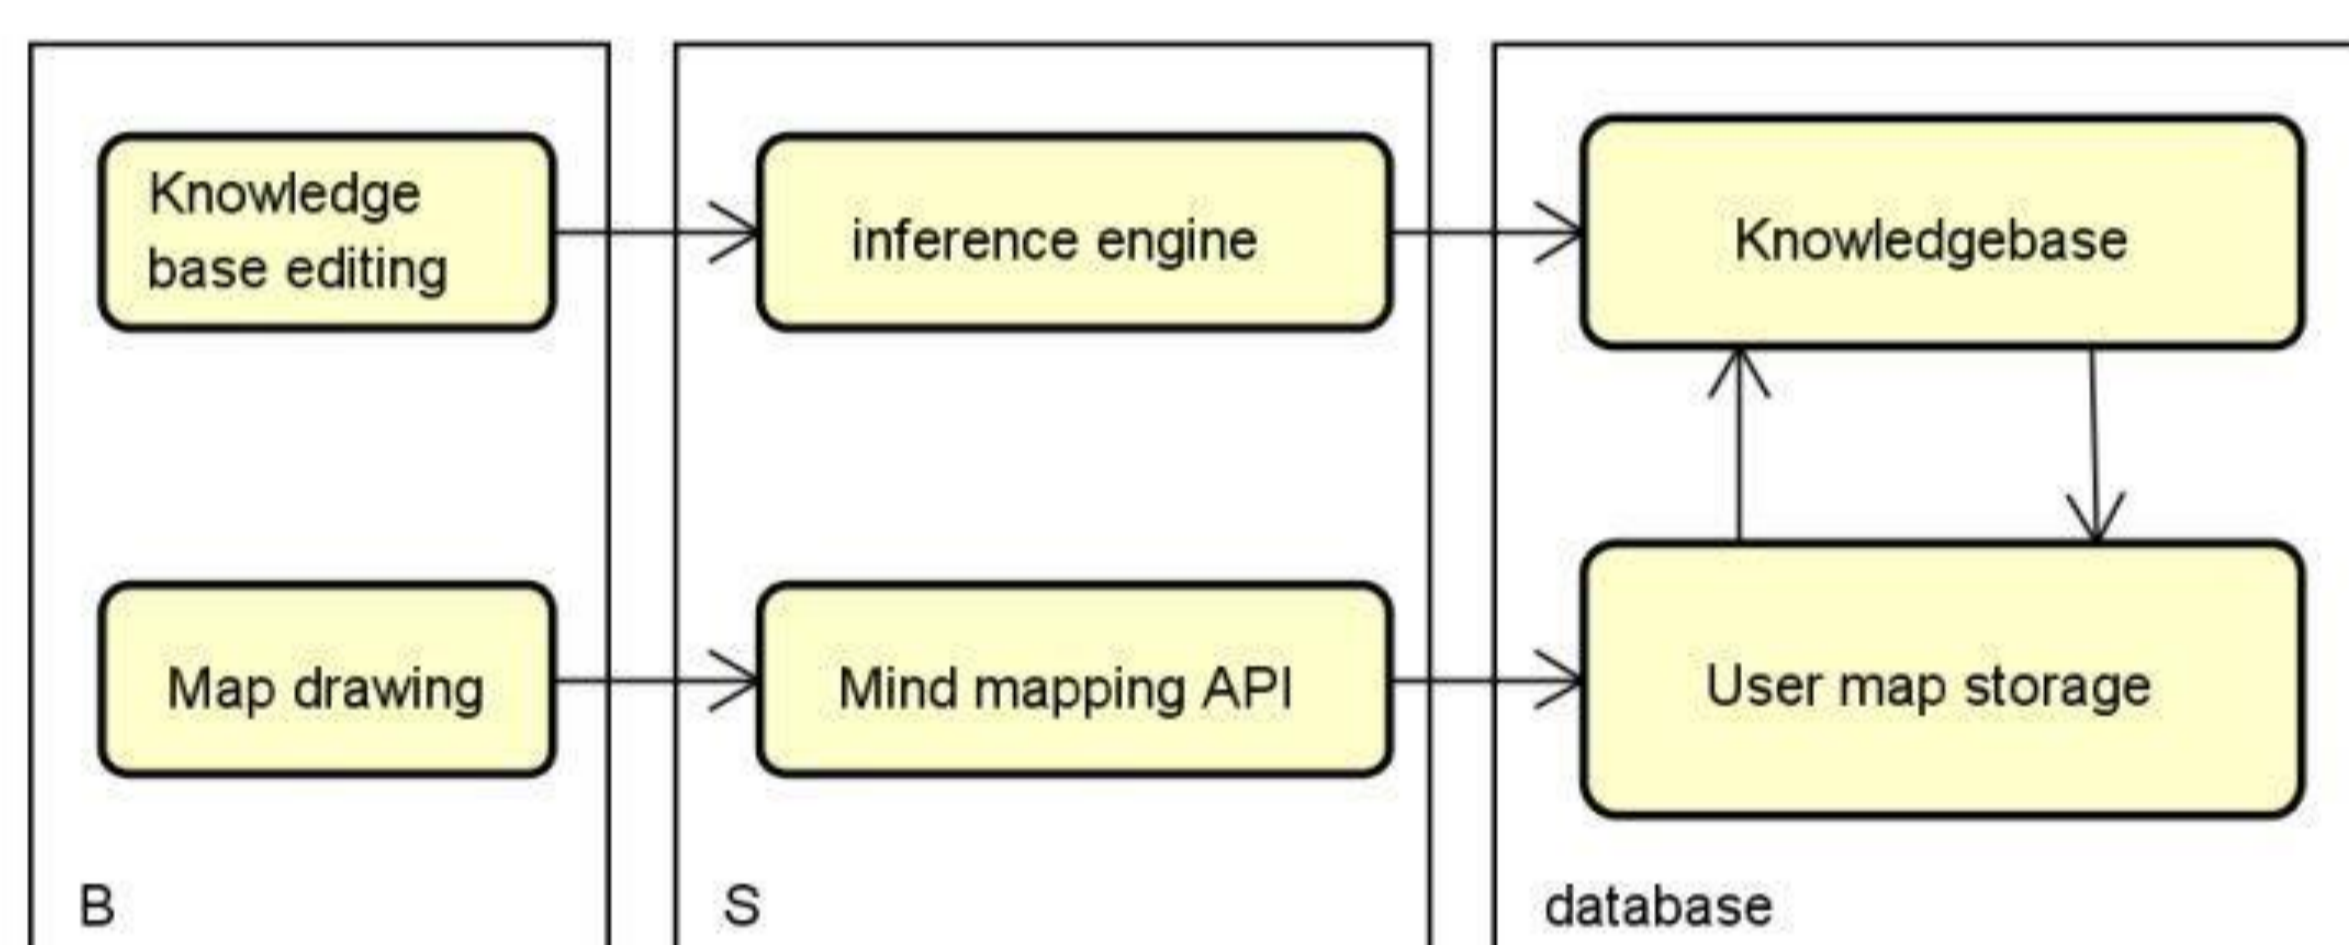 Knowledge
base editing
inference engine
Knowledgebase
Map drawing
Mind mapping API
User map storage
B
S
database